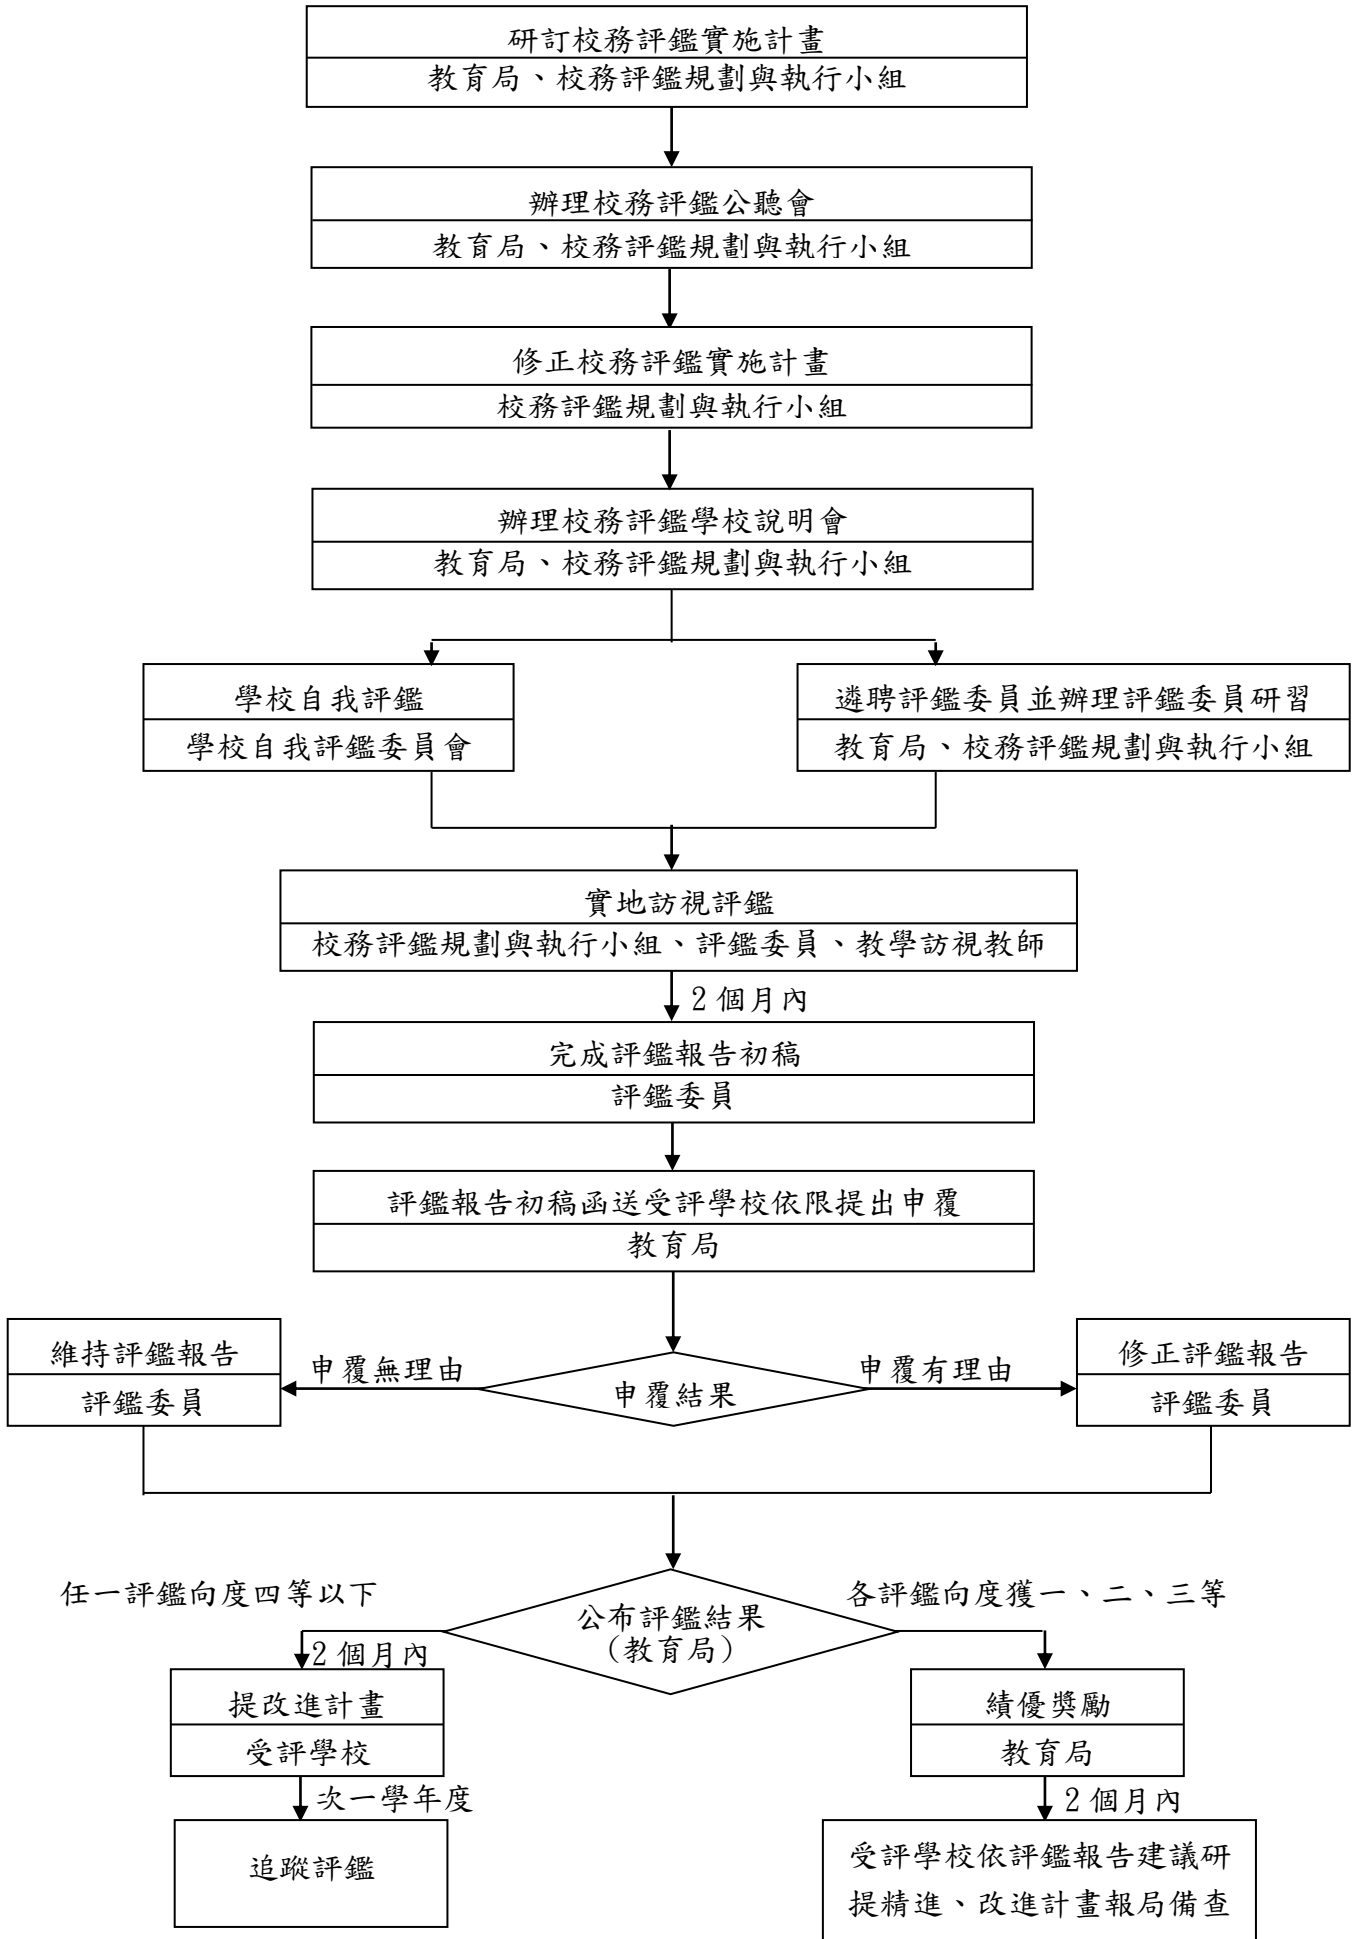 研訂校務評鑑實施計畫
教育局、校務評鑑規劃與執行小組
辦理校務評鑑公聽會
教育局、校務評鑑規劃與執行小組
修正校務評鑑實施計畫
校務評鑑規劃與執行小組
辦理校務評鑑學校說明會
教育局、校務評鑑規劃與執行小組
學校自我評鑑
學校自我評鑑委員會
遴聘評鑑委員並辦理評鑑委員研習
教育局、校務評鑑規劃與執行小組
實地訪視評鑑
校務評鑑規劃與執行小組、評鑑委員、教學訪視教師
2 個月內
完成評鑑報告初稿
評鑑委員
評鑑報告初稿函送受評學校依限提出申覆
教育局
維持評鑑報告
評鑑委員
申覆無理由
申覆結果
申覆有理由
修正評鑑報告
評鑑委員
任一評鑑向度四等以下
公布評鑑結果
（教育局）
各評鑑向度獲一、二、三等
2 個月內
提改進計畫
受評學校
次一學年度
追蹤評鑑
績優獎勵
教育局
2 個月內
受評學校依評鑑報告建議研
提精進、改進計畫報局備查